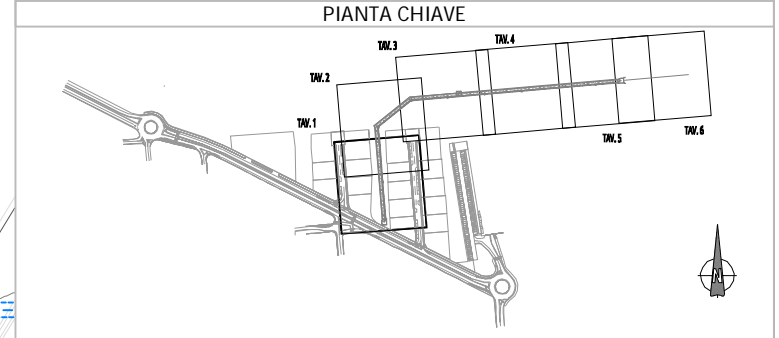 PIANTA CHIAVE
TAV. 4
TAV. 3
TAV. 2
TAV. 1
TAV. 5
TAV. 6
N